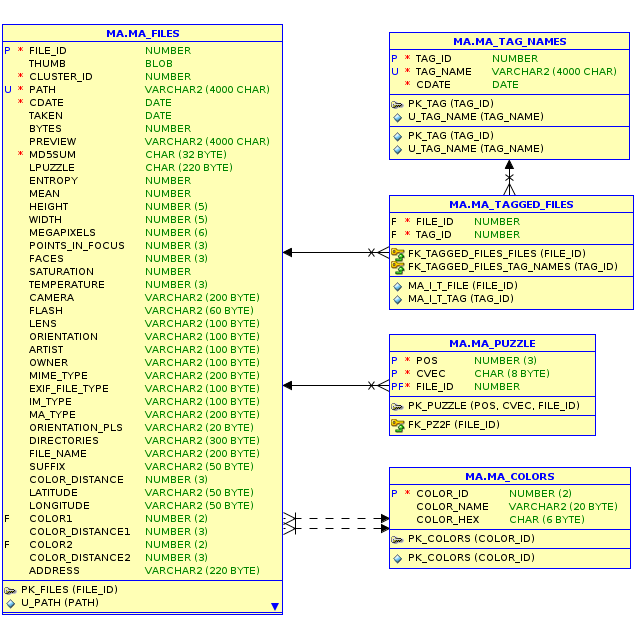 MA.MA_FILES
P * FILE_ID NUMBER
THUMB BLOB
* CLUSTER_ID NUMBER
U * PATH VARCHAR2 (4000 CHAR)
* CDATE DATE
TAKEN DATE
BYTES NUMBER
PREVIEW VARCHAR2 (4000 CHAR)
* MD5SUM CHAR (32 BYTE)
LPUZZLE CHAR (220 BYTE)
ENTROPY NUMBER
MEAN NUMBER
HEIGHT NUMBER (5)
WIDTH NUMBER (5)
MEGAPIXELS NUMBER (6)
POINTS_IN_FOCUS NUMBER (3)
FACES NUMBER (3)
SATURATION NUMBER
TEMPERATURE NUMBER (3)
CAMERA VARCHAR2 (200 BYTE)
FLASH VARCHAR2 (60 BYTE)
LENS VARCHAR2 (100 BYTE)
ORIENTATION VARCHAR2 (100 BYTE)
ARTIST VARCHAR2 (100 BYTE)
OWNER VARCHAR2 (100 BYTE)
MIME_TYPE VARCHAR2 (200 BYTE)
EXIF_FILE_TYPE VARCHAR2 (100 BYTE)
IM_TYPE VARCHAR2 (100 BYTE)
MA_TYPE VARCHAR2 (200 BYTE)
ORIENTATION_PLS VARCHAR2 (20 BYTE)
DIRECTORIES VARCHAR2 (300 BYTE)
FILE_NAME VARCHAR2 (200 BYTE)
SUFFIX VARCHAR2 (50 BYTE)
COLOR_DISTANCE NUMBER (3)
LATITUDE VARCHAR2 (50 BYTE)
LONGITUDE VARCHAR2 (50 BYTE)
F COLOR1 NUMBER (2)
COLOR_DISTANCE1 NUMBER (3)
F COLOR2 NUMBER (2)
COLOR_DISTANCE2 NUMBER (3)
ADDRESS VARCHAR2 (220 BYTE)
PK_FILES (FILE_ID)
U_PATH (PATH)
MA.MA_TAG_NAMES
P * TAG_ID NUMBER
U * TAG_NAME VARCHAR2 (4000 CHAR)
* CDATE DATE
PK_TAG (TAG_ID)
U_TAG_NAME (TAG_NAME)
PK_TAG (TAG_ID)
U_TAG_NAME (TAG_NAME)
MA.MA_TAGGED_FILES
F * FILE_ID NUMBER
F * TAG_ID NUMBER
FK_TAGGED_FILES_FILES (FILE_ID)
FK_TAGGED_FILES_TAG_NAMES (TAG_ID)
MA_I_T_FILE (FILE_ID)
MA_I_T_TAG (TAG_ID)
MA.MA_PUZZLE
P * POS NUMBER (3)
P * CVEC CHAR (8 BYTE)
PF * FILE_ID NUMBER
PK_PUZZLE (POS, CVEC, FILE_ID)
FK_PZ2F (FILE_ID)
MA.MA_COLORS
P * COLOR_ID NUMBER (2)
COLOR_NAME VARCHAR2 (20 BYTE)
COLOR_HEX CHAR (6 BYTE)
PK_COLORS (COLOR_ID)
PK_COLORS (COLOR_ID)